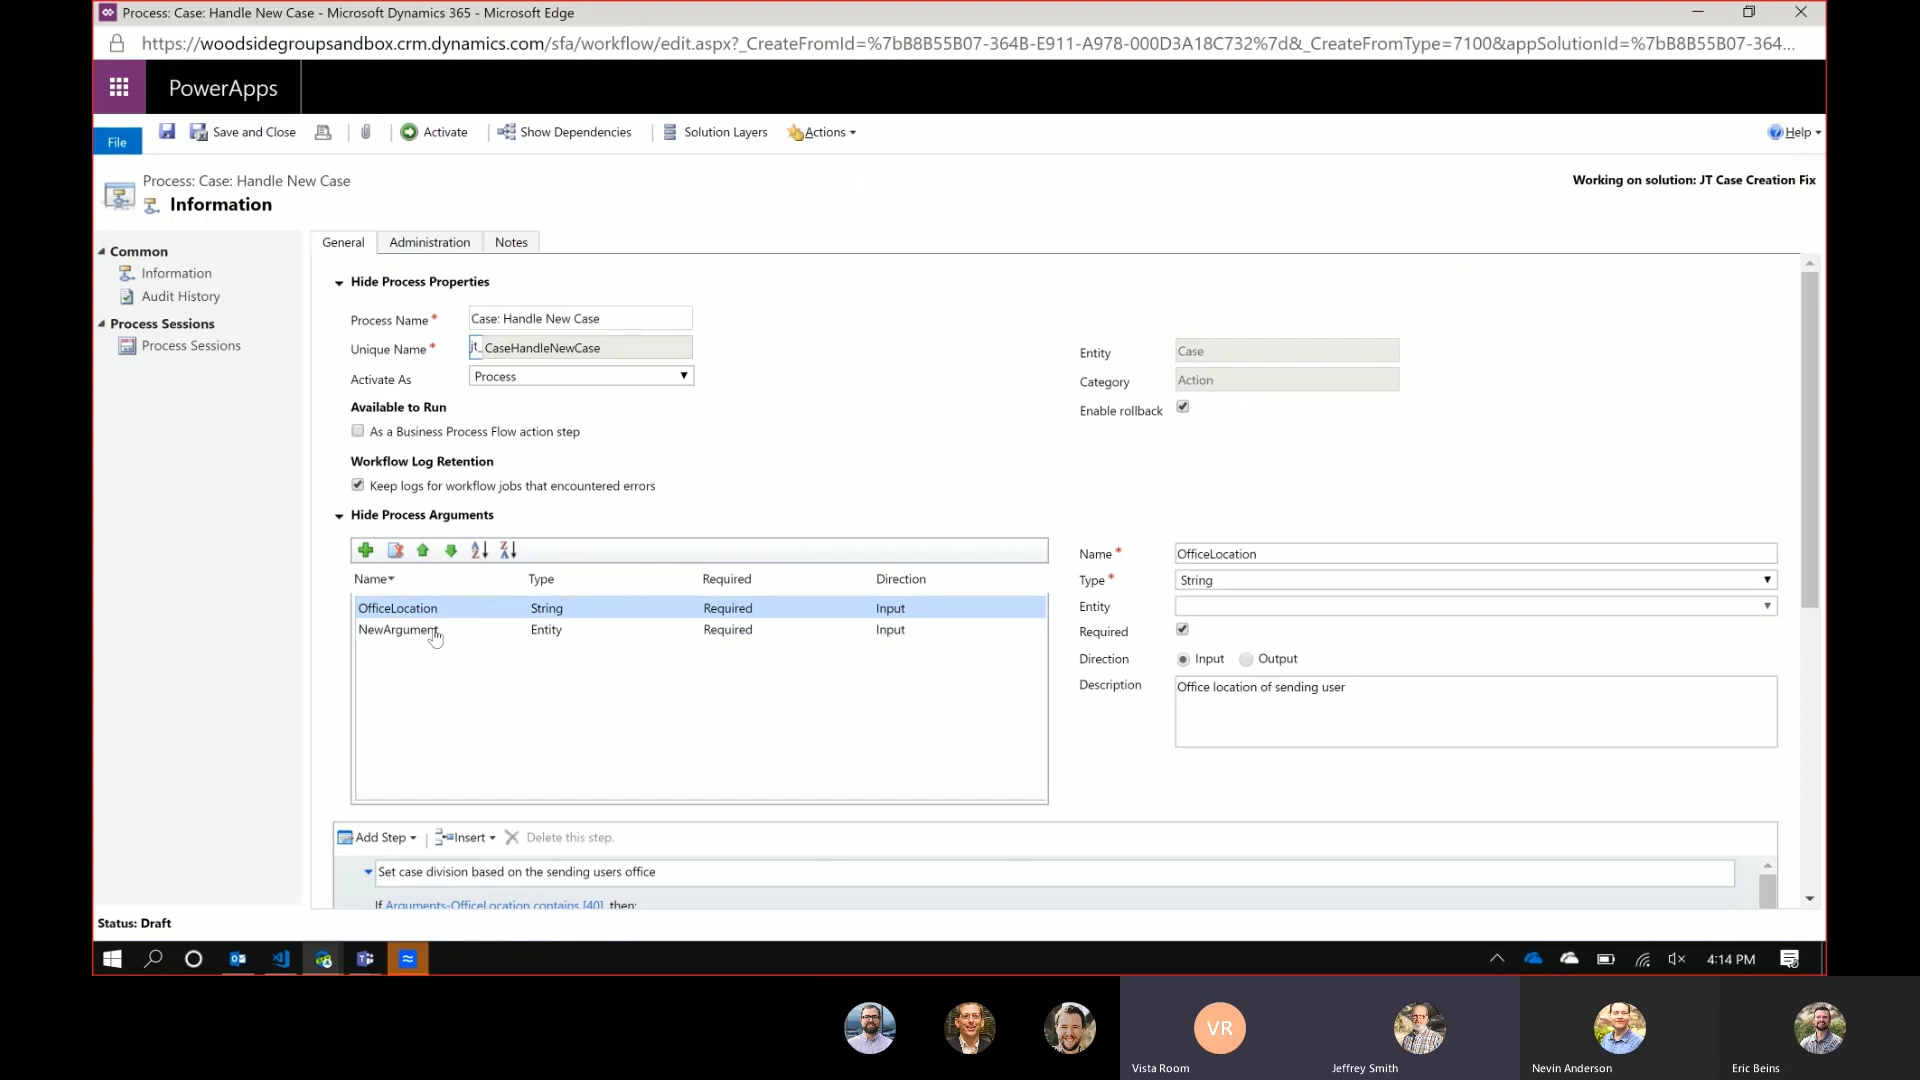 Process: Case: Handle New Case - Microsoft Dynamics 365 - Microsoft Edge
https://woodsidegroupsandbox.crm.dynamics.com/sfa/workflow/edit.aspx?_CreateFromId=%7bB8B55B07-364B-E911-A978-000D3A18C732%7d&_CreateFromType=7100&appSolutionId=%7bB8B55B07-364...
PowerApps
File
Save and Close
Activate
Show Dependencies
Solution Layers
Actions
Help
Process: Case: Handle New Case
Information
Working on solution: JT Case Creation Fix
Common
Information
Audit History
Process Sessions
Process Sessions
General Administration Notes
Hide Process Properties
Process Name * Case: Handle New Case
Unique Name * jt_ CaseHandleNewCase
Activate As Process
Available to Run
As a Business Process Flow action step
Workflow Log Retention
Keep logs for workflow jobs that encountered errors
Entity Case
Category Action
Enable rollback
Hide Process Arguments
Name Type Required Direction
OfficeLocation String Required Input
NewArgument Entity Required Input
Name * OfficeLocation
Type * String
Entity
Required
Direction Input Output
Description Office location of sending user
Add Step Insert Delete this step.
Set case division based on the sending users office
If Arguments-OfficeLocation contains [40], then:
Status: Draft
4:14 PM
VR
Vista Room
Jeffrey Smith
Nevin Anderson
Eric Beins